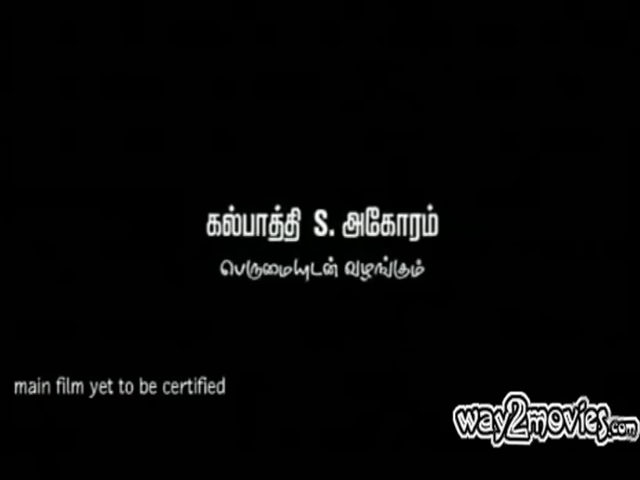 கல்பாத்தி S. அகோரம்
பெருமையுடன் வழங்கும்
main film yet to be certified
way2movies.com